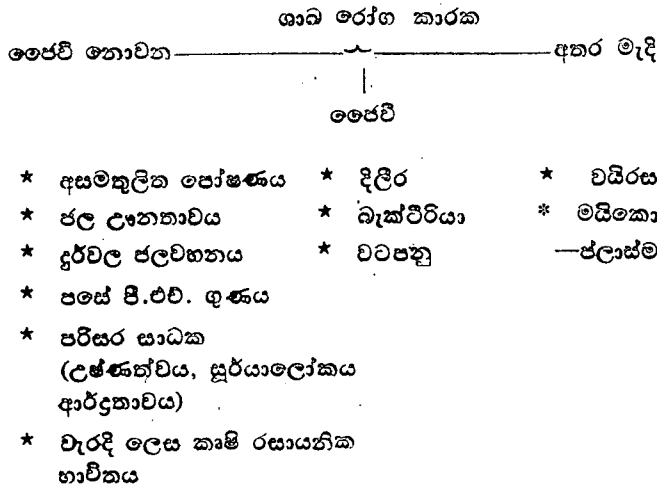 ශාඛ රෝග කාරක
ජෛවී නොවන අතර මැදි
ජෛවී
★ අසමතුලිත පෝෂණය ★ දිලීර ★ වයිරස
★ ජල ඌනතාවය ★ බැක්ටීරියා * මයිකො
★ දුර්වල ජලවහනය ★ වටපනු —ප්ලාස්ම
★ පසේ පී.එච්. ගුණය
★ පරිසර සාධක
(උෂ්ණත්වය, සූර්යාලෝකය
ආර්ද්‍රතාවය)
★ වැරදි ලෙස කෘෂි රසායනික
භාවිතය